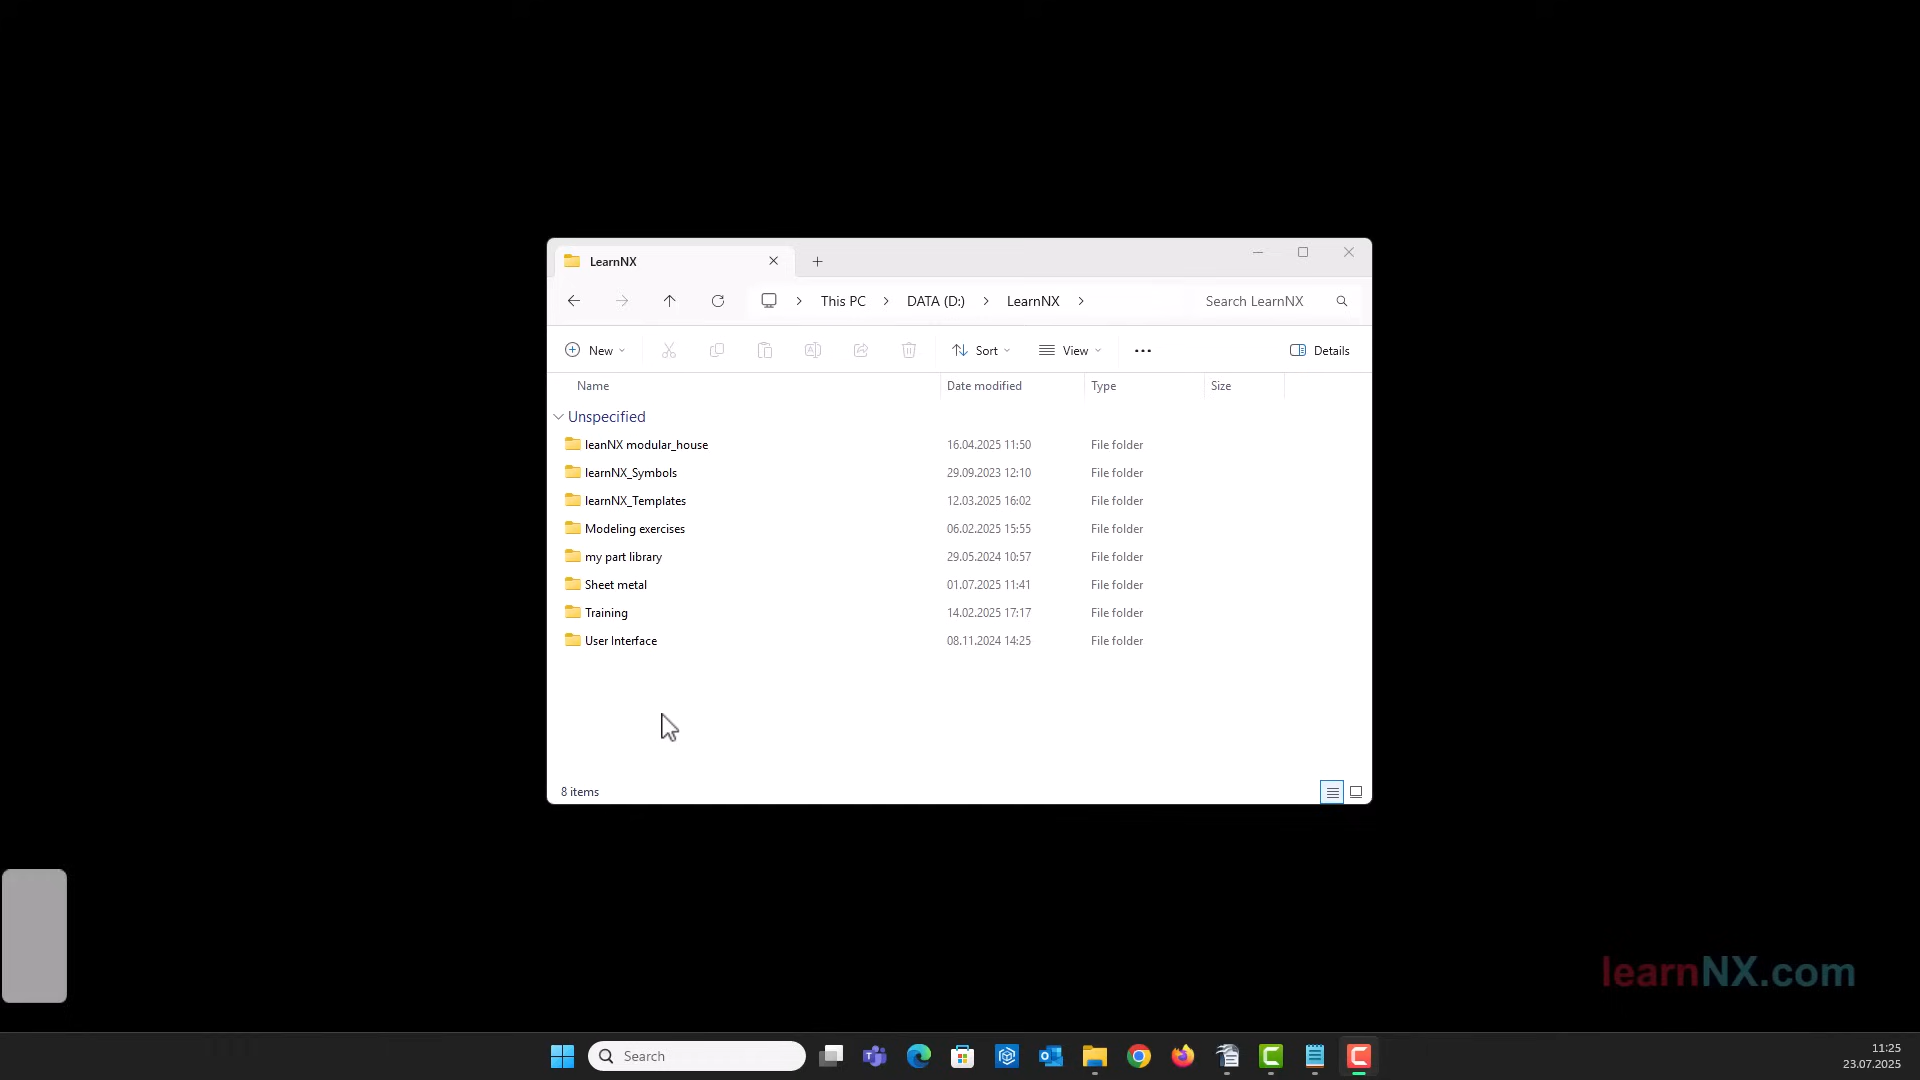 LearnNX
This PC > DATA (D:) > LearnNX >
Search LearnNX
New
Sort
View
Details
Name Date modified Type Size
Unspecified
leanNX modular_house 16.04.2025 11:50 File folder
learnNX_Symbols 29.09.2023 12:10 File folder
learnNX_Templates 12.03.2025 16:02 File folder
Modeling exercises 06.02.2025 15:55 File folder
my part library 29.05.2024 10:57 File folder
Sheet metal 01.07.2025 11:41 File folder
Training 14.02.2025 17:17 File folder
User Interface 08.11.2024 14:25 File folder
8 items
learnNX.com
Search
11:25
23.07.2025